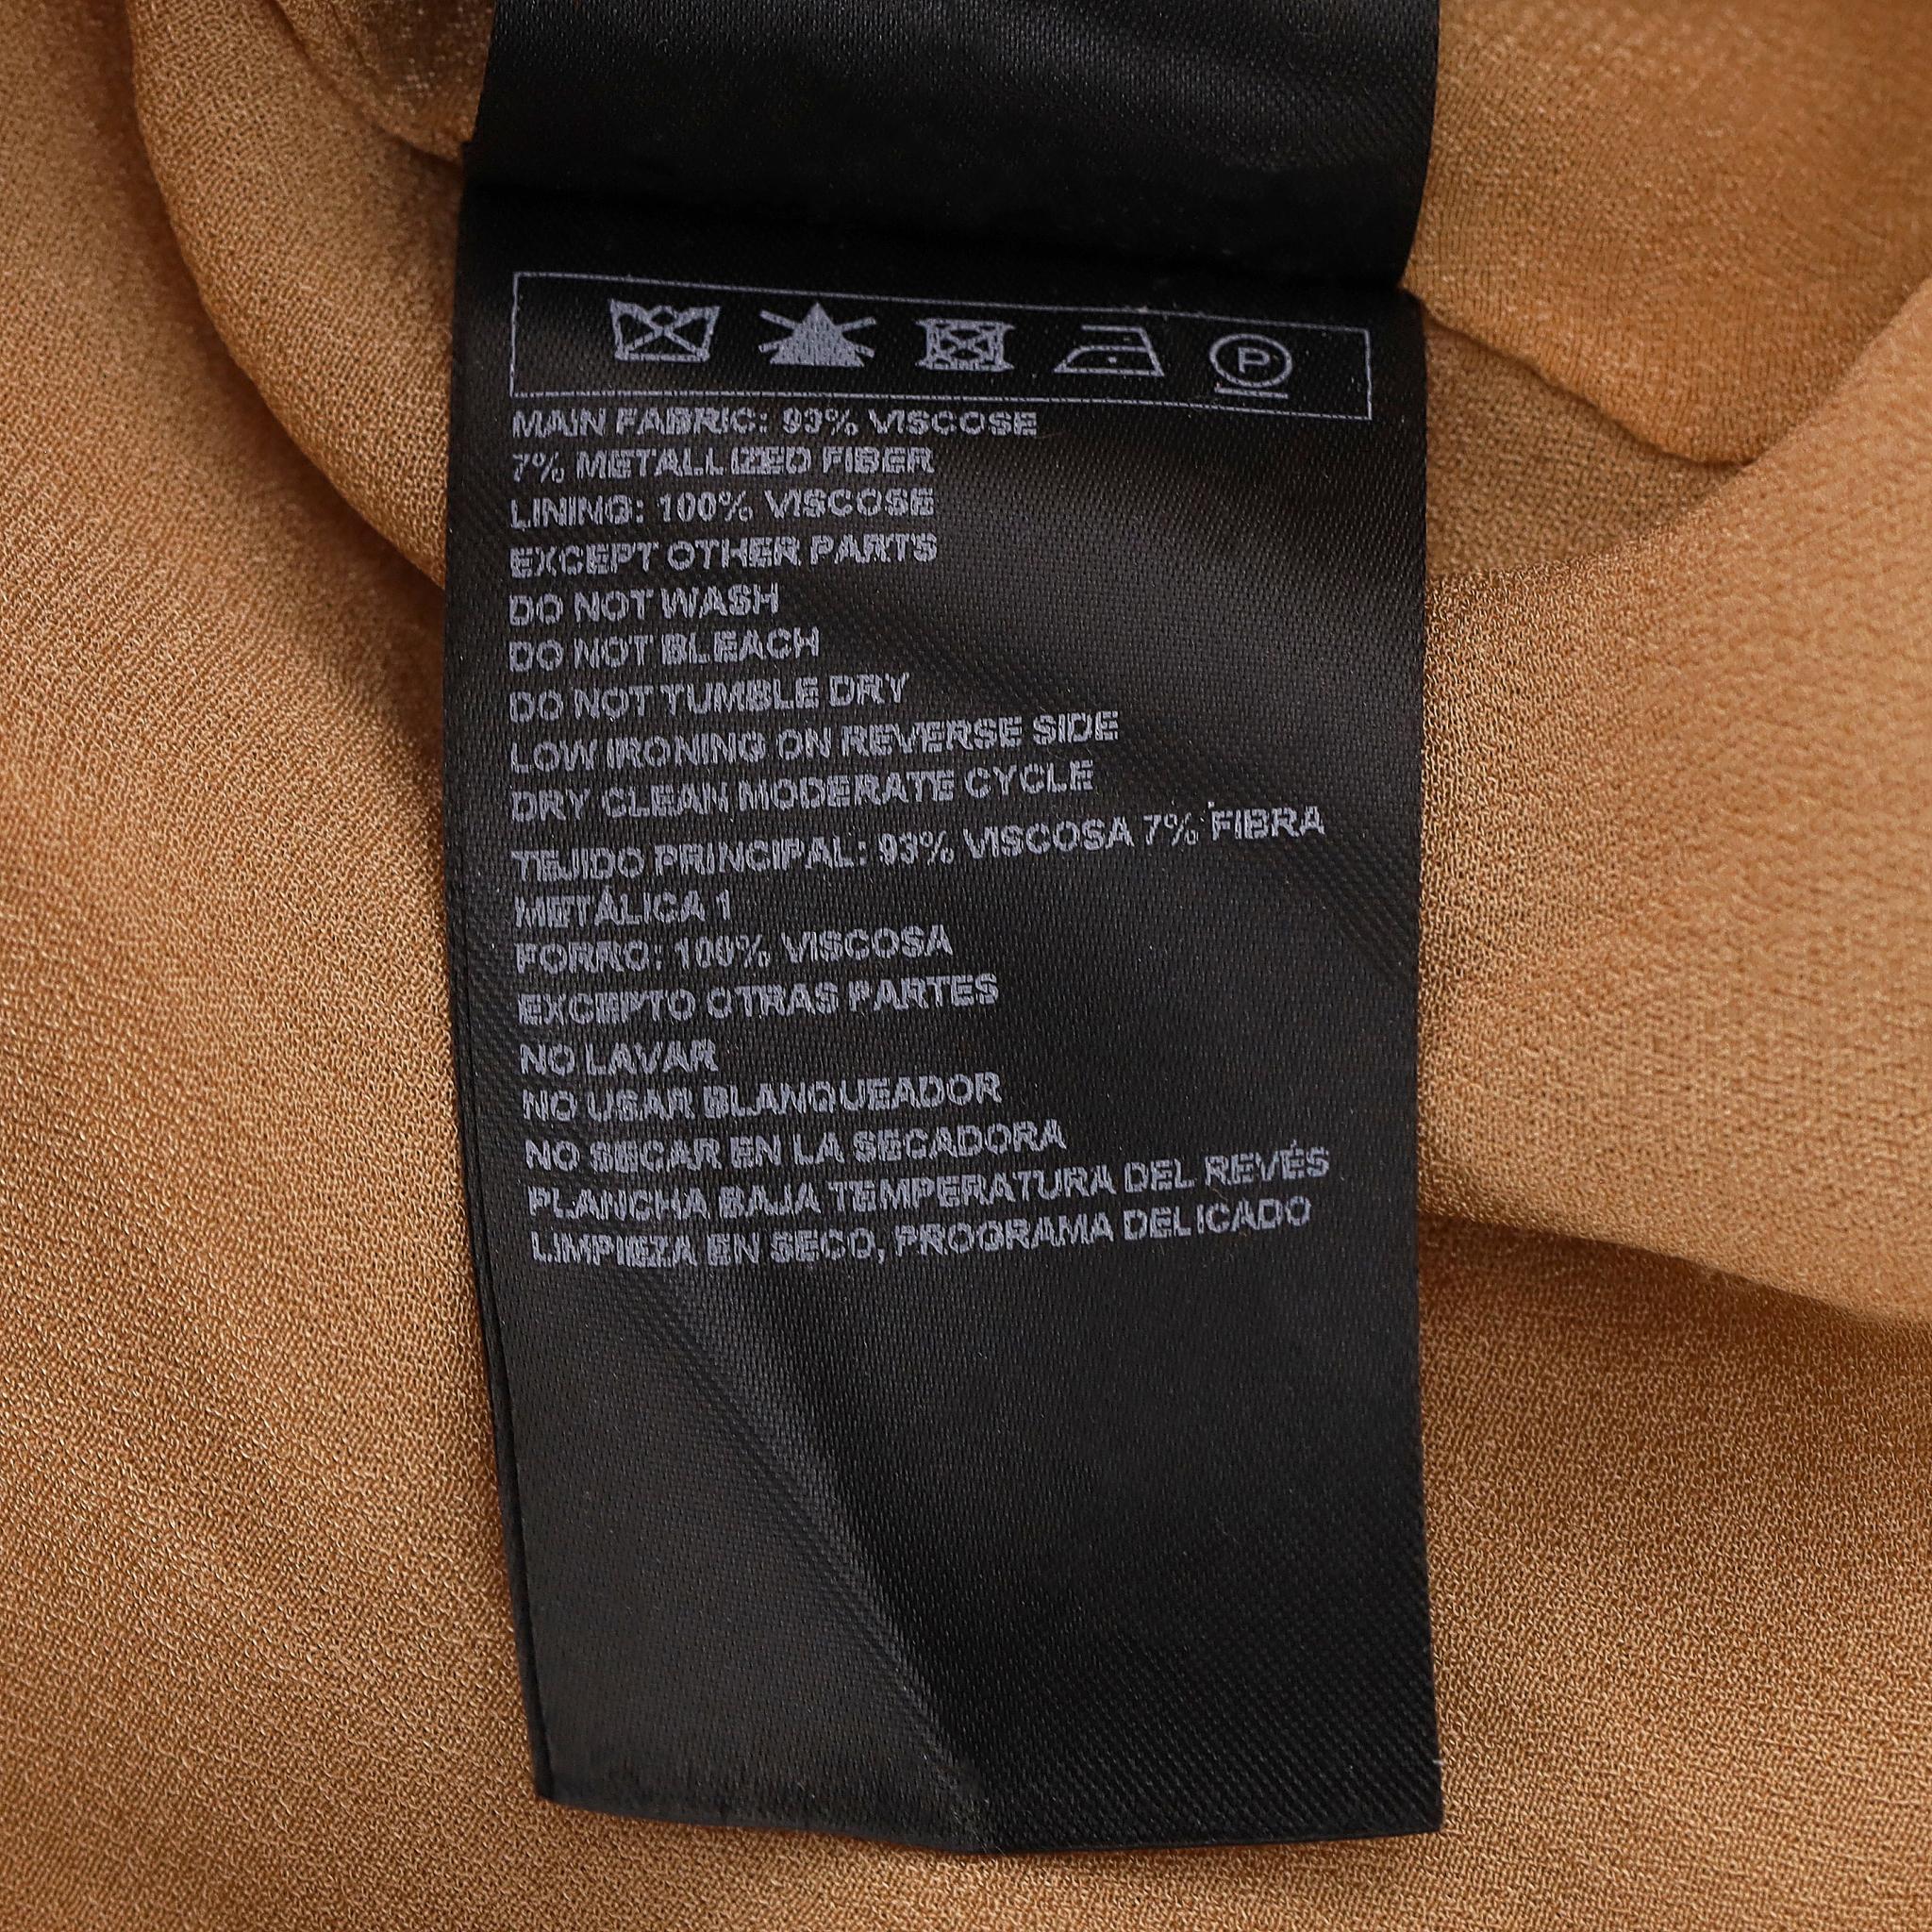 P
MAIN FABRIC: 93% VISCOSE
7% METALLIZED FIBER
LINING: 100% VISCOSE
EXCEPT OTHER PARTS
DO NOT WASH
DO NOT BLEACH
DO NOT TUMBLE DRY
LOW IRONING ON REVERSE SIDE
DRY CLEAN MODERATE CYCLE
TEJIDO PRINCIPAL: 93% VISCOSA 7% FIBRA
METÁLICA 1
FORRO: 100% VISCOSA
EXCEPTO OTRAS PARTES
NO LAVAR
NO USAR BLANQUEADOR
NO SECAR EN LA SECADORA
PLANCHA BAJA TEMPERATURA DEL REVÉS
LIMPIEZA EN SECO, PROGRAMA DELICADO